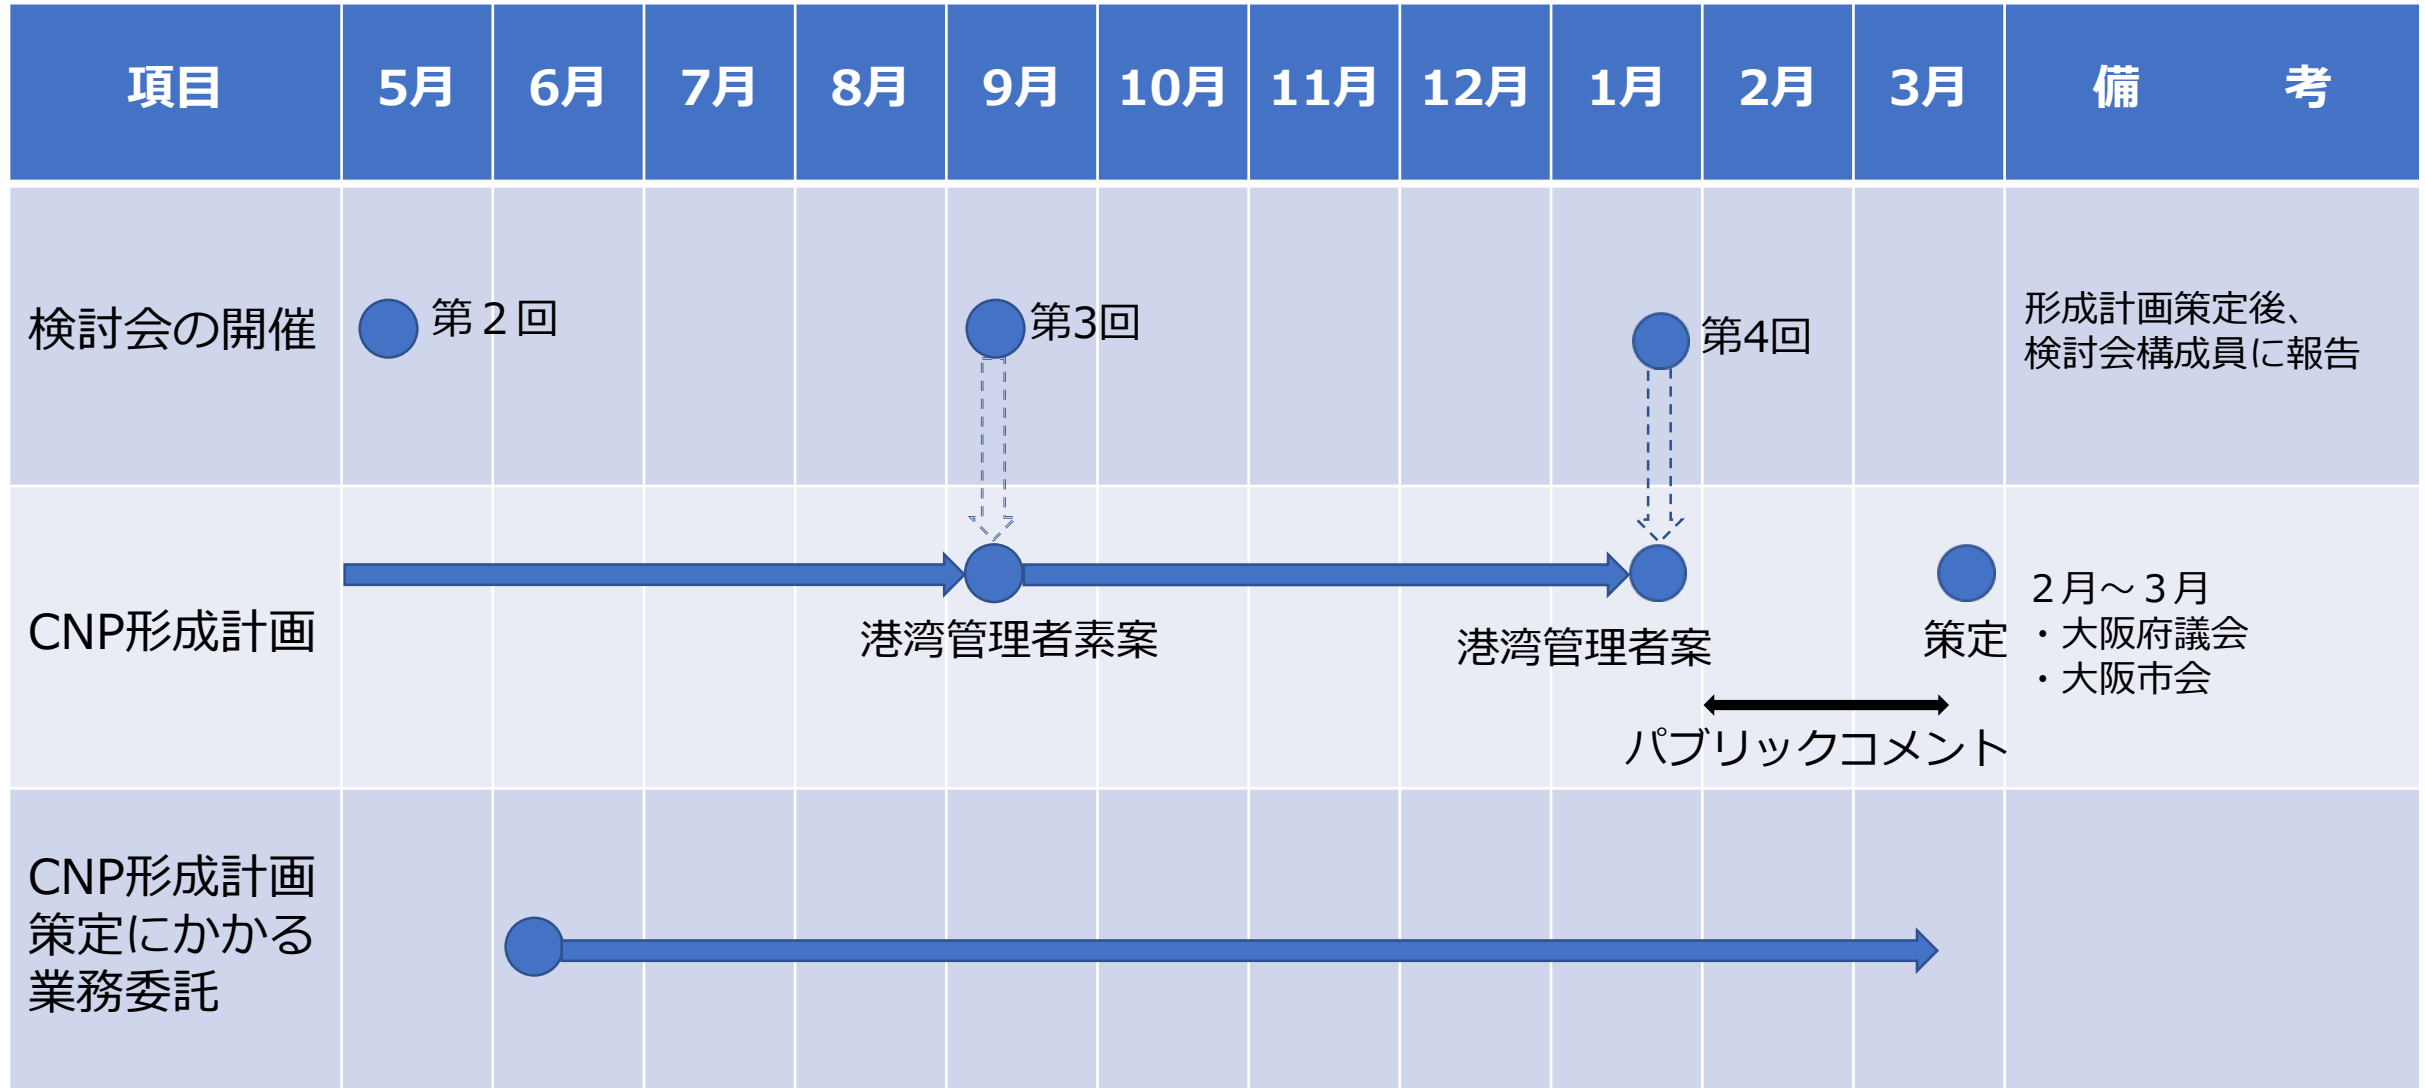 項目
5月
6月
7月
8月
9月
10月
11月
12月
1月
2月
3月
備　考
検討会の開催
第２回
第3回
第4回
形成計画策定後、
検討会構成員に報告
CNP形成計画
港湾管理者素案
港湾管理者案
策定
パブリックコメント
２月～３月
・大阪府議会
・大阪市会
CNP形成計画
策定にかかる
業務委託